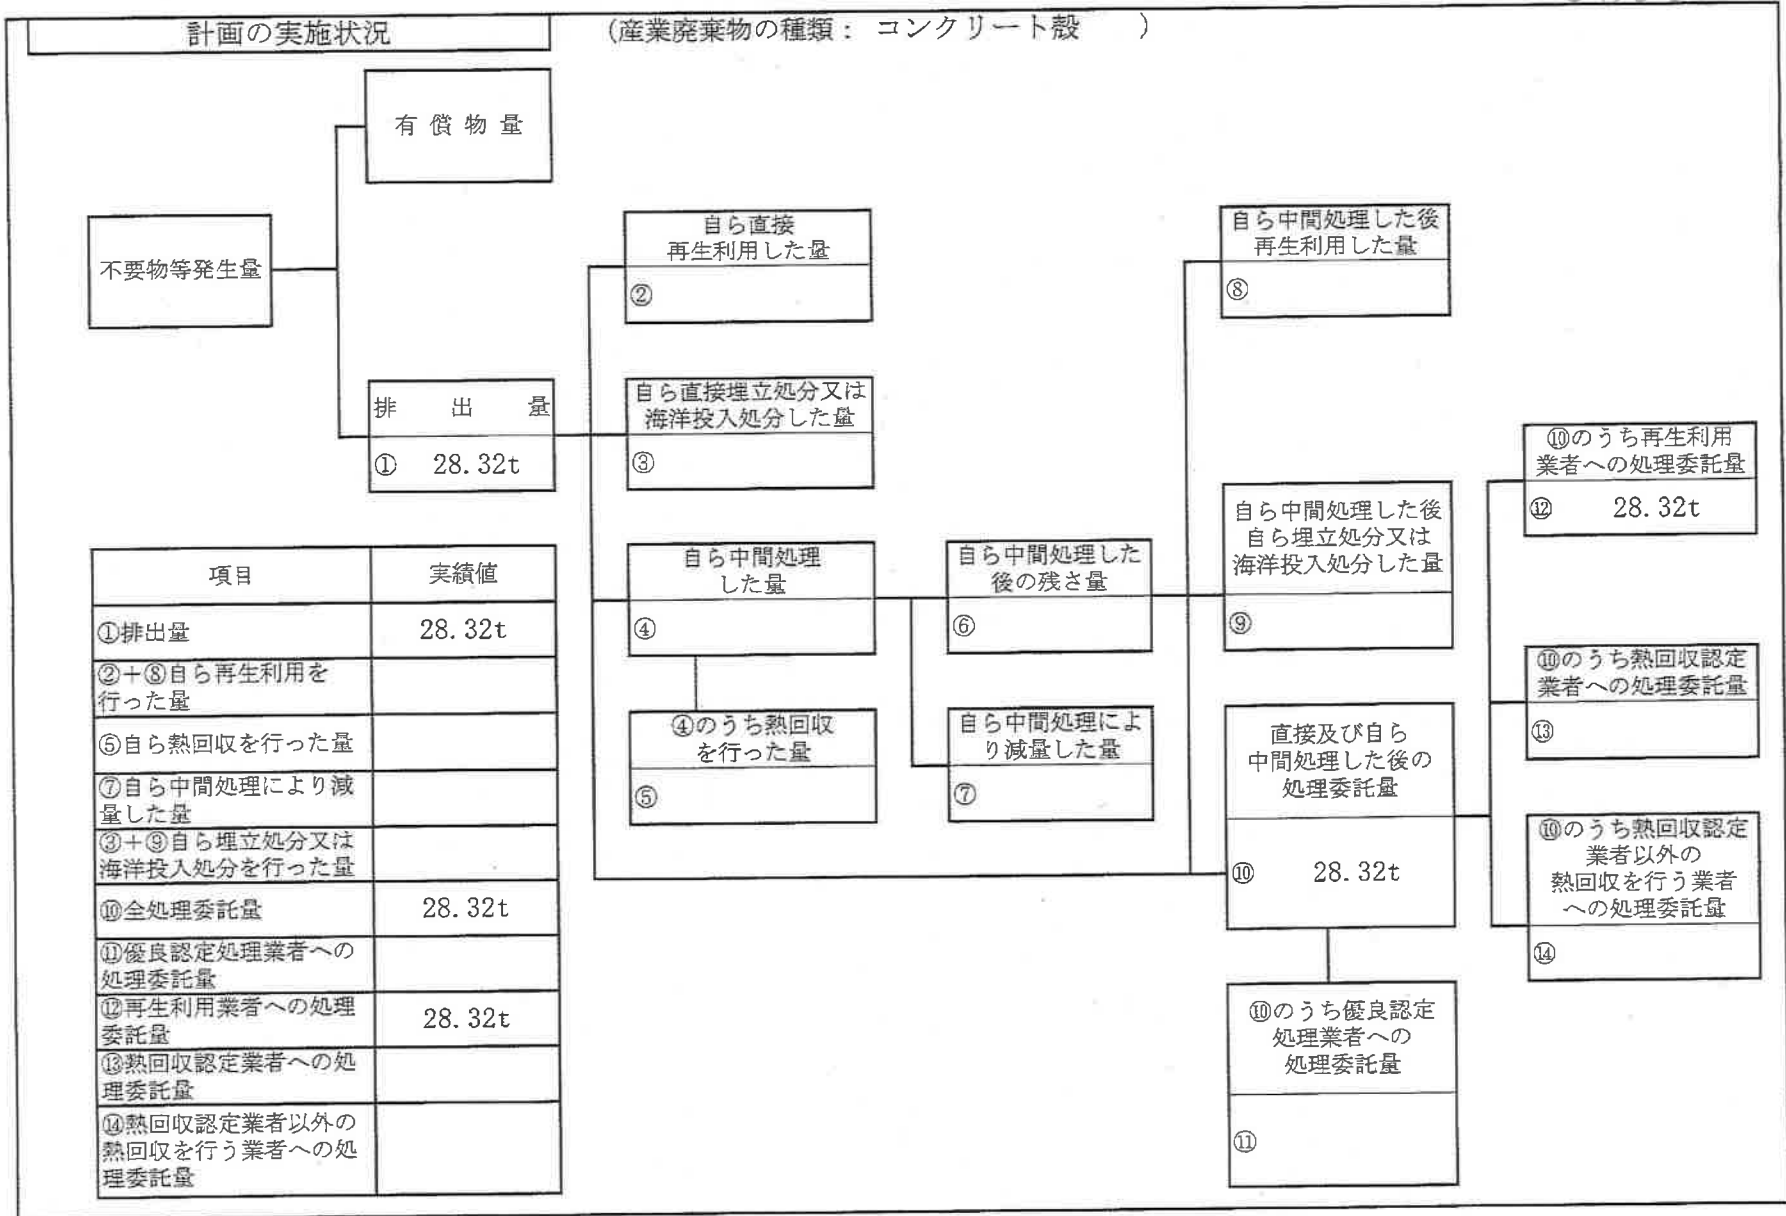 計画の実施状況
(産業廃棄物の種類： コンクリート殻 )
有償物量
不要物等発生量
排出量
① 28.32t
自ら直接
再生利用した量
②
自ら直接埋立処分又は
海洋投入処分した量
③
自ら中間処理
した量
④
④のうち熱回収
を行った量
⑤
自ら中間処理した
後の残さ量
⑥
自ら中間処理によ
り減量した量
⑦
自ら中間処理した後
再生利用した量
⑧
自ら中間処理した後
自ら埋立処分又は
海洋投入処分した量
⑨
直接及び自ら
中間処理した後の
処理委託量
⑩ 28.32t
⑩のうち優良認定
処理業者への
処理委託量
⑪
⑩のうち再生利用
業者への処理委託量
⑫ 28.32t
⑩のうち熱回収認定
業者への処理委託量
⑬
⑩のうち熱回収認定
業者以外の
熱回収を行う業者
への処理委託量
⑭
項目 実績値
①排出量 28.32t
②＋⑧自ら再生利用を
行った量
⑤自ら熱回収を行った量
⑦自ら中間処理により減
量した量
③＋⑨自ら埋立処分又は
海洋投入処分を行った量
⑩全処理委託量 28.32t
⑪優良認定処理業者への
処理委託量
⑫再生利用業者への処理
委託量 28.32t
⑬熱回収認定業者への処
理委託量
⑭熱回収認定業者以外の
熱回収を行う業者への処
理委託量